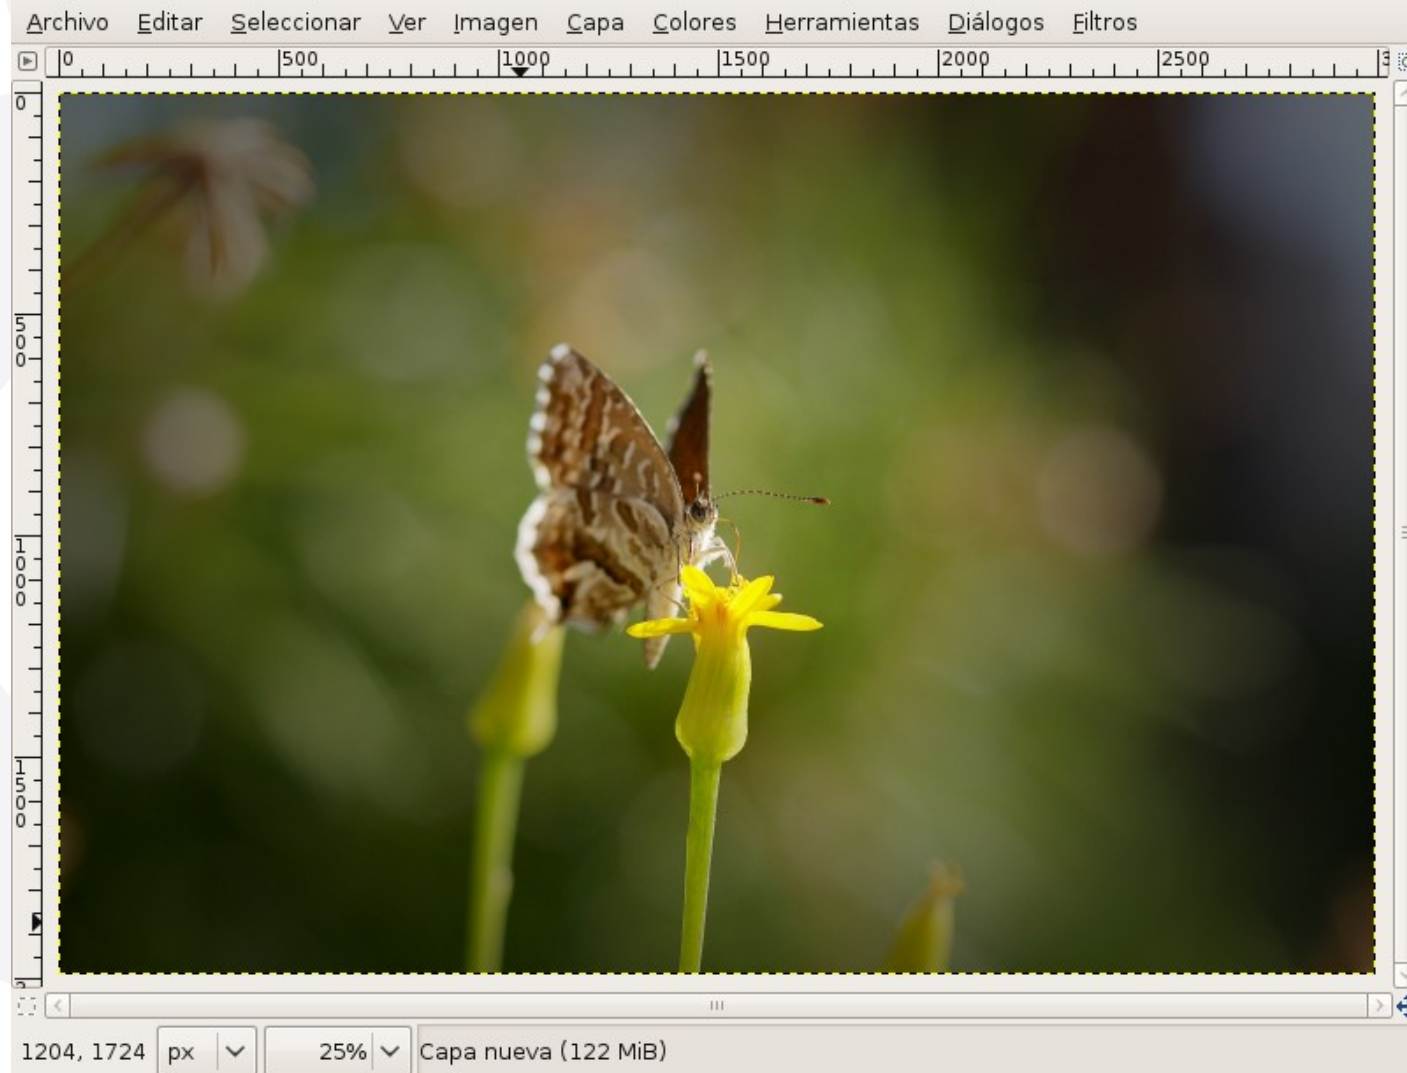 Archivo Editar Seleccionar Ver Imagen Capa Colores Herramientas Diálogos Filtros
0 500 1000 1500 2000 2500 3
0
500
1000
1500
1204, 1724 px 25% Capa nueva (122 MiB)